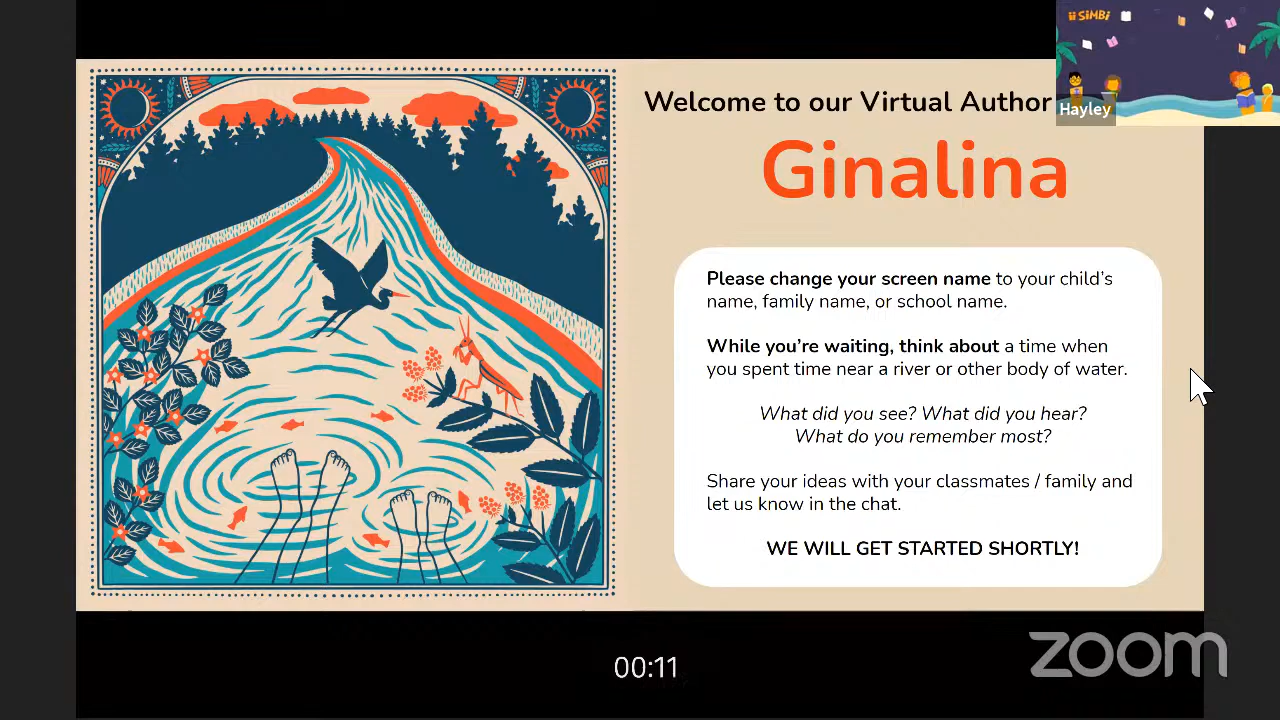 Welcome to our Virtual Author
Ginalina
Please change your screen name to your child's
name, family name, or school name.
While you're waiting, think about a time when
you spent time near a river or other body of water.
What did you see? What did you hear?
What do you remember most?
Share your ideas with your classmates / family and
let us know in the chat.
WE WILL GET STARTED SHORTLY!
SiMBi
Hayley
00:11
zoom